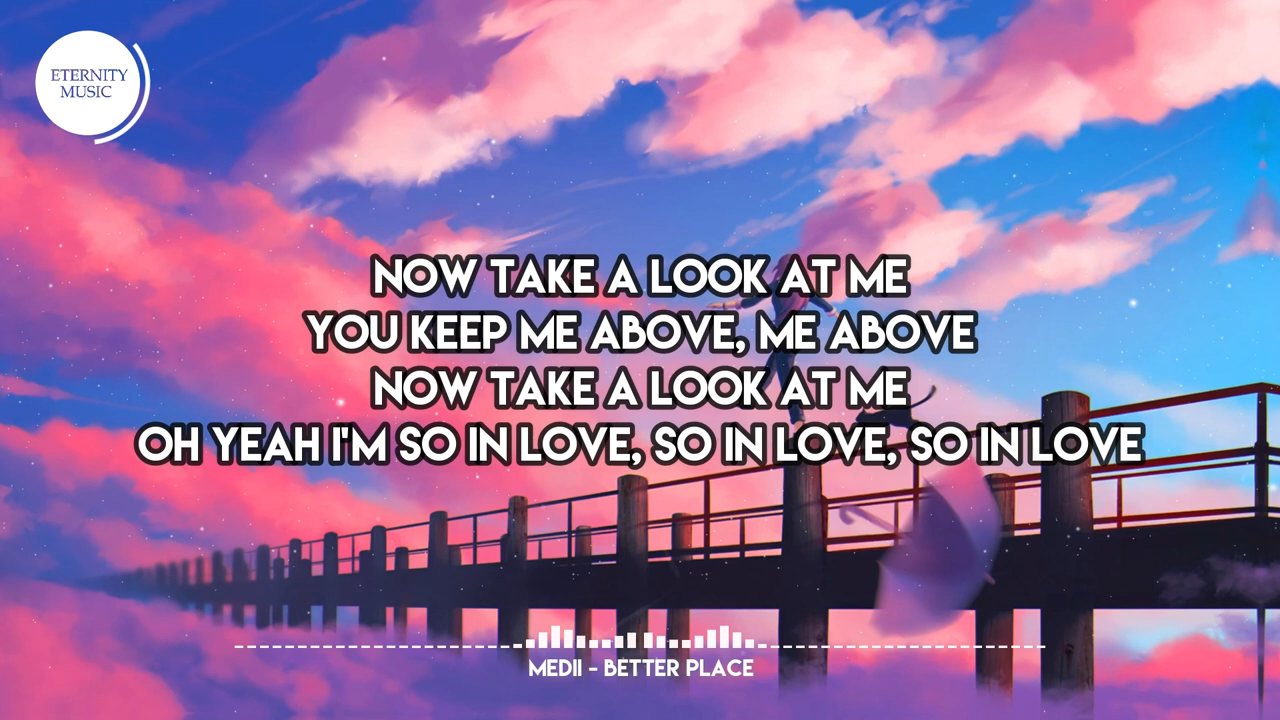 ETERNITY
MUSIC
NOW TAKE A LOOK AT ME
YOU KEEP ME ABOVE, ME ABOVE
NOW TAKE A LOOK AT ME
OH YEAH I'M SO IN LOVE, SO IN LOVE, SO IN LOVE
MEDII - BETTER PLACE